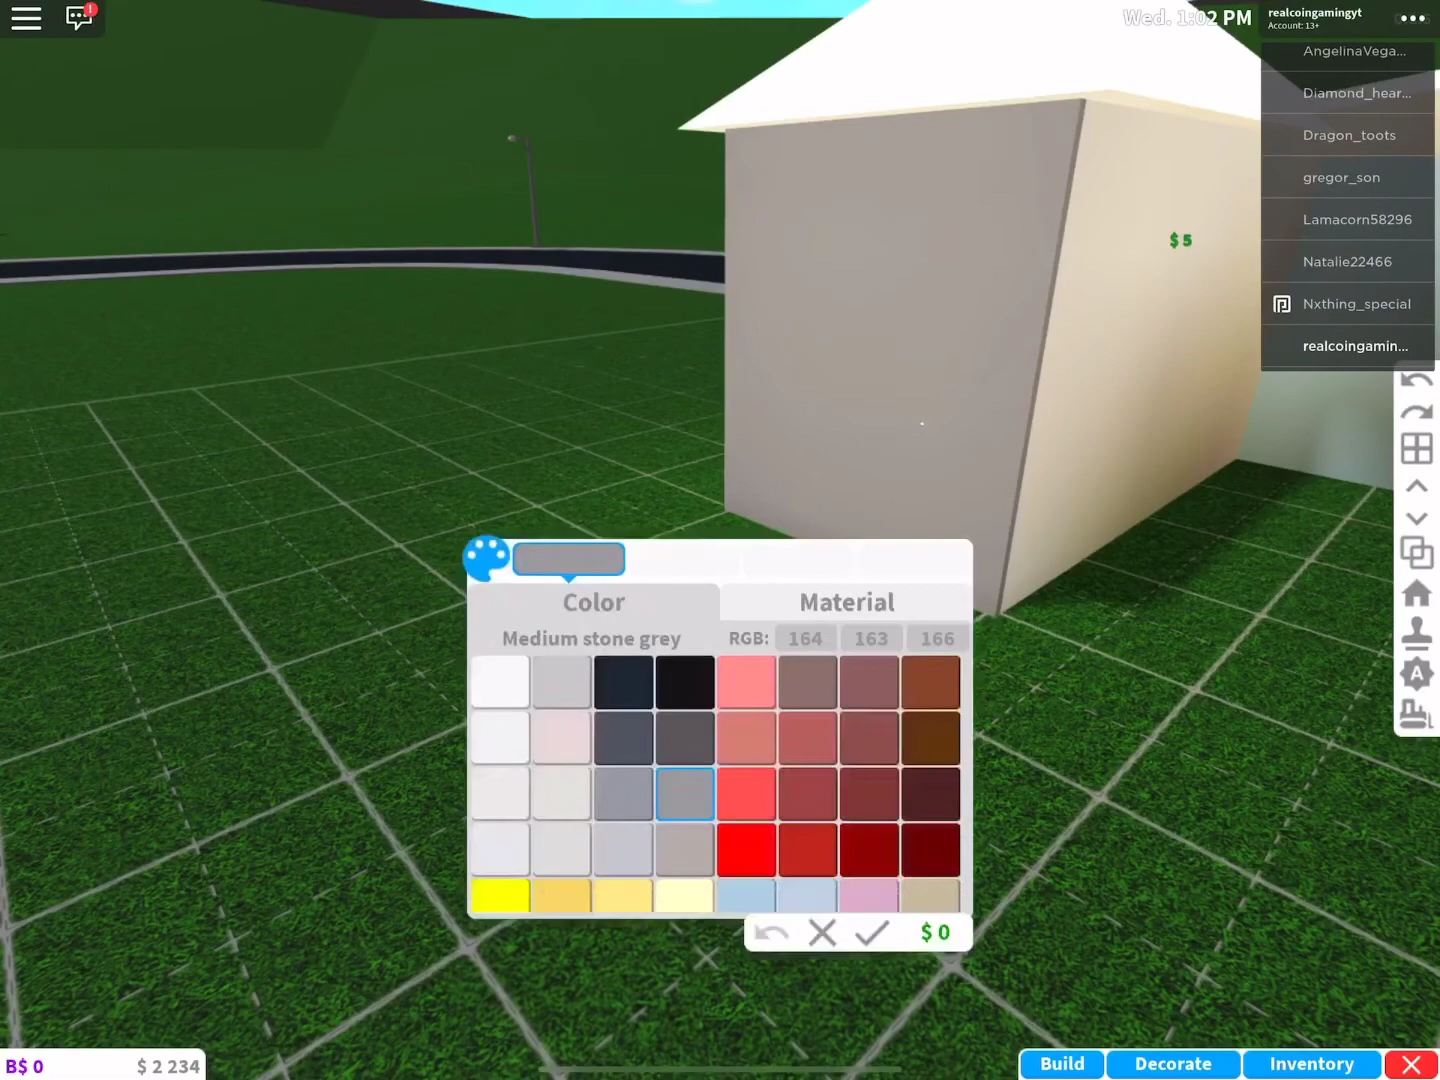 Wed. 1:02 PM
realcoingamingyt
Account: 13+
AngelinaVega...
Diamond_hear...
Dragon_toots
gregor_son
Lamacorn58296
Natalie22466
Nxthing_special
realcoingamin...
$ 5
A
Color
Material
Medium stone grey
RGB: 164 163 166
$ 0
B$ 0
$ 2 234
Build
Decorate
Inventory